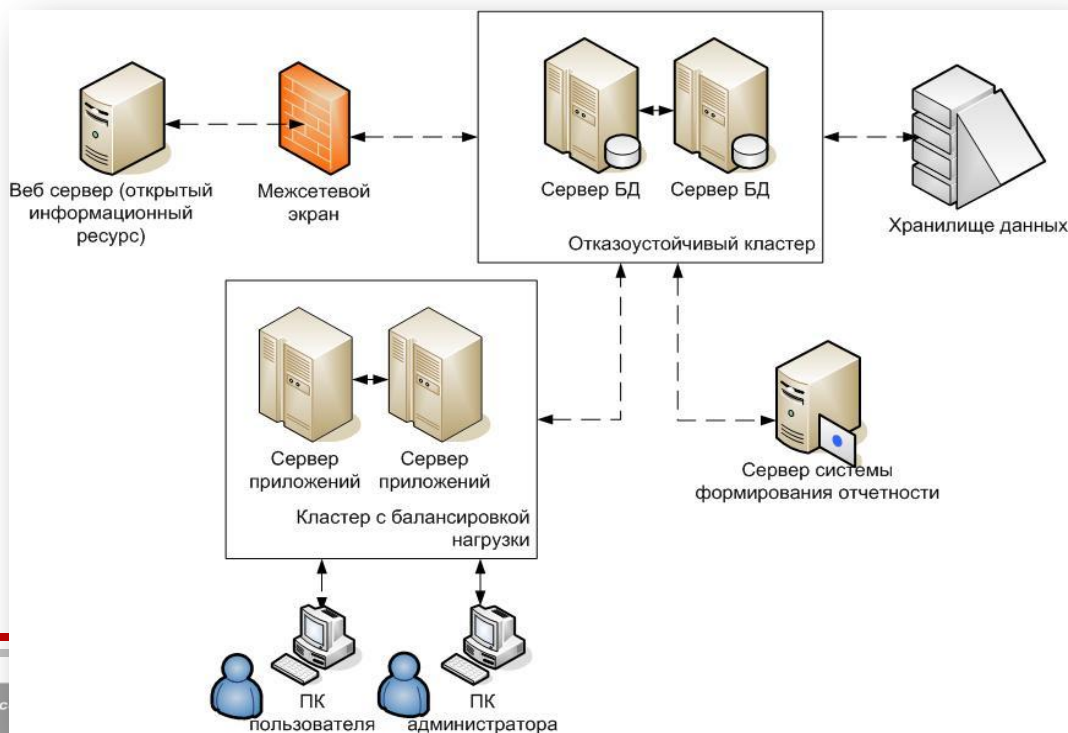 Веб сервер (открытый
информационный
ресурс)
Межсетевой
экран
Сервер БД
Сервер БД
Отказоустойчивый кластер
Хранилище данных
Сервер
приложений
Сервер
приложений
Кластер с балансировкой
нагрузки
Сервер системы
формирования отчетности
ПК
пользователя
ПК
администратора